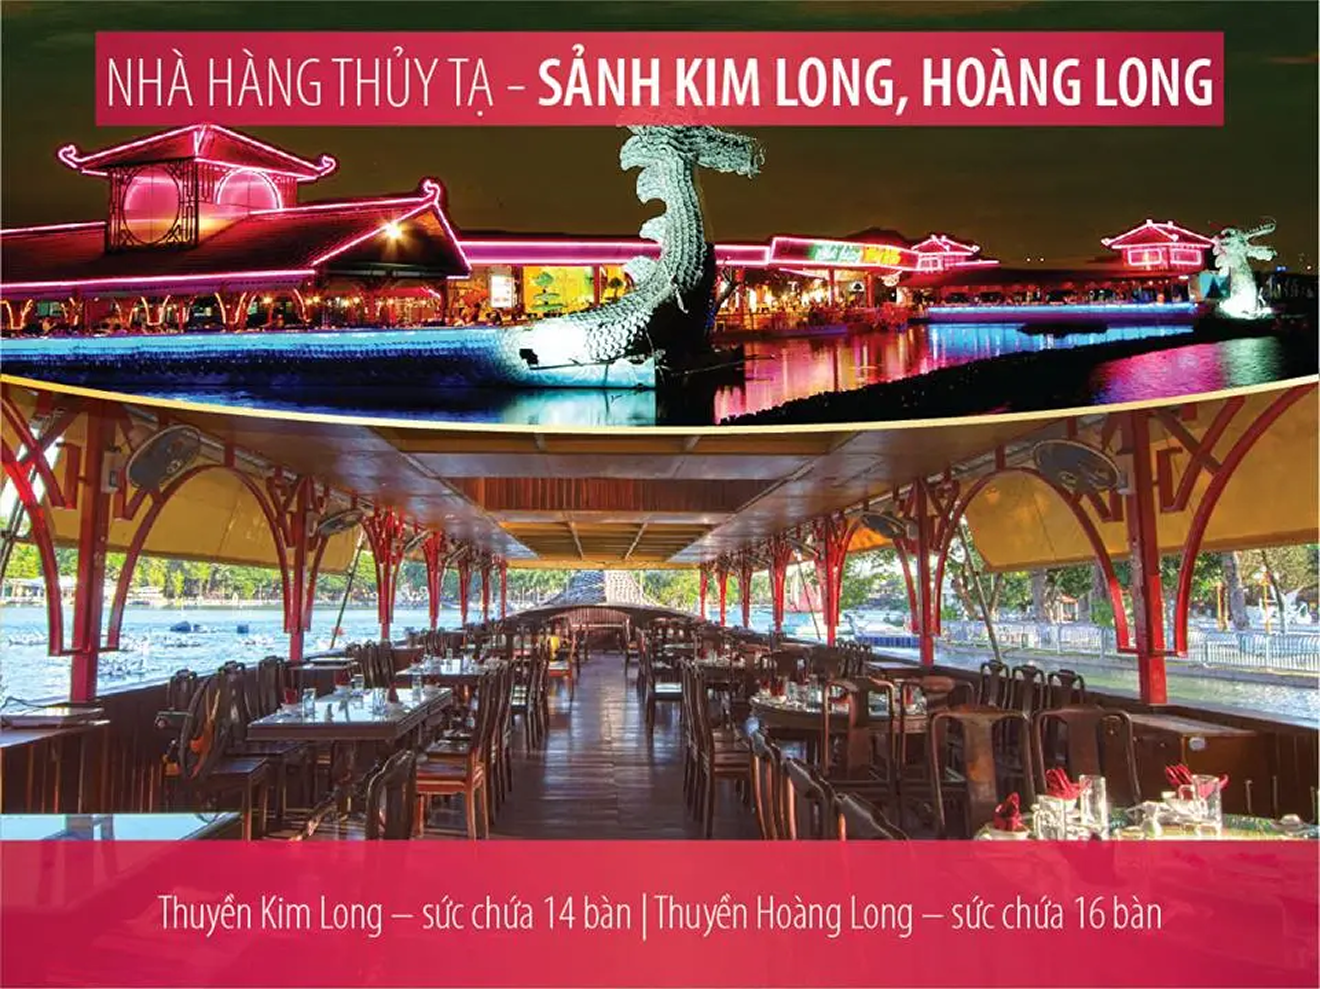 NHÀ HÀNG THỦY TẠ - SẢNH KIM LONG, HOÀNG LONG
Thuyền Kim Long – sức chứa 14 bàn | Thuyền Hoàng Long – sức chứa 16 bàn